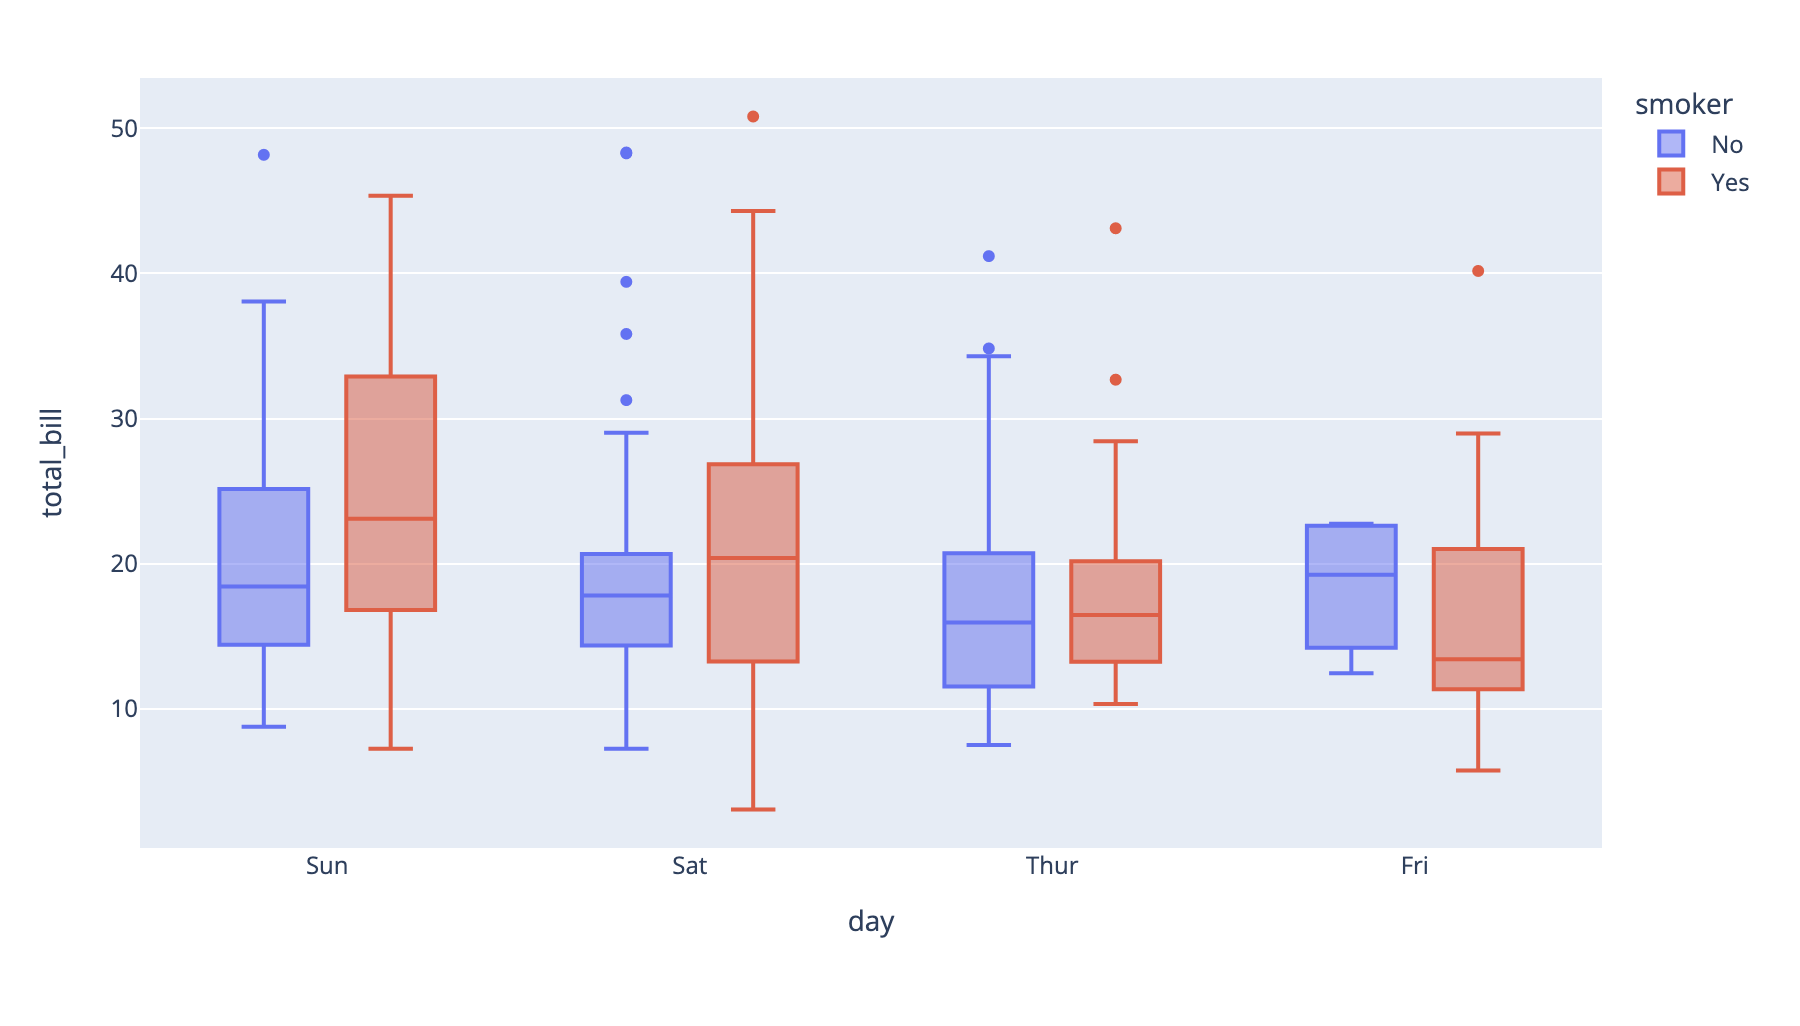 50
40
30
20
10
total_bill
Sun
Sat
Thur
Fri
day
smoker
No
Yes